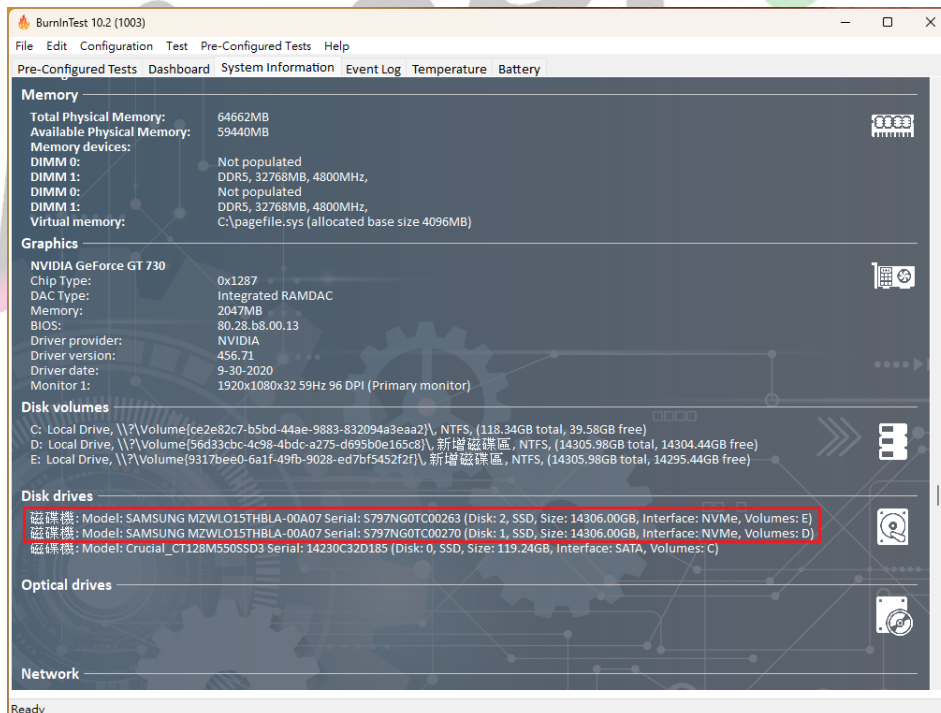 BurnInTest 10.2 (1003)
File Edit Configuration Test Pre-Configured Tests Help
Pre-Configured Tests Dashboard System Information Event Log Temperature Battery
Memory
Total Physical Memory: 64662MB
Available Physical Memory: 59440MB
Memory devices:
DIMM 0: Not populated
DIMM 1: DDR5, 32768MB, 4800MHz,
DIMM 0: Not populated
DIMM 1: DDR5, 32768MB, 4800MHz,
Virtual memory: C:\pagefile.sys (allocated base size 4096MB)
Graphics
NVIDIA GeForce GT 730
Chip Type: 0x1287
DAC Type: Integrated RAMDAC
Memory: 2047MB
BIOS: 80.28.b8.00.13
Driver provider: NVIDIA
Driver version: 456.71
Driver date: 9-30-2020
Monitor 1: 1920x1080x32 59Hz 96 DPI (Primary monitor)
Disk volumes
C: Local Drive, \\?\Volume{ce2e82c7-b5bd-44ae-9883-832094a3eaa2}\, NTFS, (118.34GB total, 39.58GB free)
D: Local Drive, \\?\Volume{56d33cbc-4c98-4bdc-a275-d695b0e165c8}\, 新增磁碟區, NTFS, (14305.98GB total, 14304.44GB free)
E: Local Drive, \\?\Volume{9317bee0-6a1f-49fb-9028-ed7bf5452f2f}\, 新增磁碟區, NTFS, (14305.98GB total, 14295.44GB free)
Disk drives
磁碟機: Model: SAMSUNG MZWLO15THBLA-00A07 Serial: S797NG0TC00263 (Disk: 2, SSD, Size: 14306.00GB, Interface: NVMe, Volumes: E)
磁碟機: Model: SAMSUNG MZWLO15THBLA-00A07 Serial: S797NG0TC00270 (Disk: 1, SSD, Size: 14306.00GB, Interface: NVMe, Volumes: D)
磁碟機: Model: Crucial_CT128M550SSD3 Serial: 14230C32D185 (Disk: 0, SSD, Size: 119.24GB, Interface: SATA, Volumes: C)
Optical drives
Network
Ready